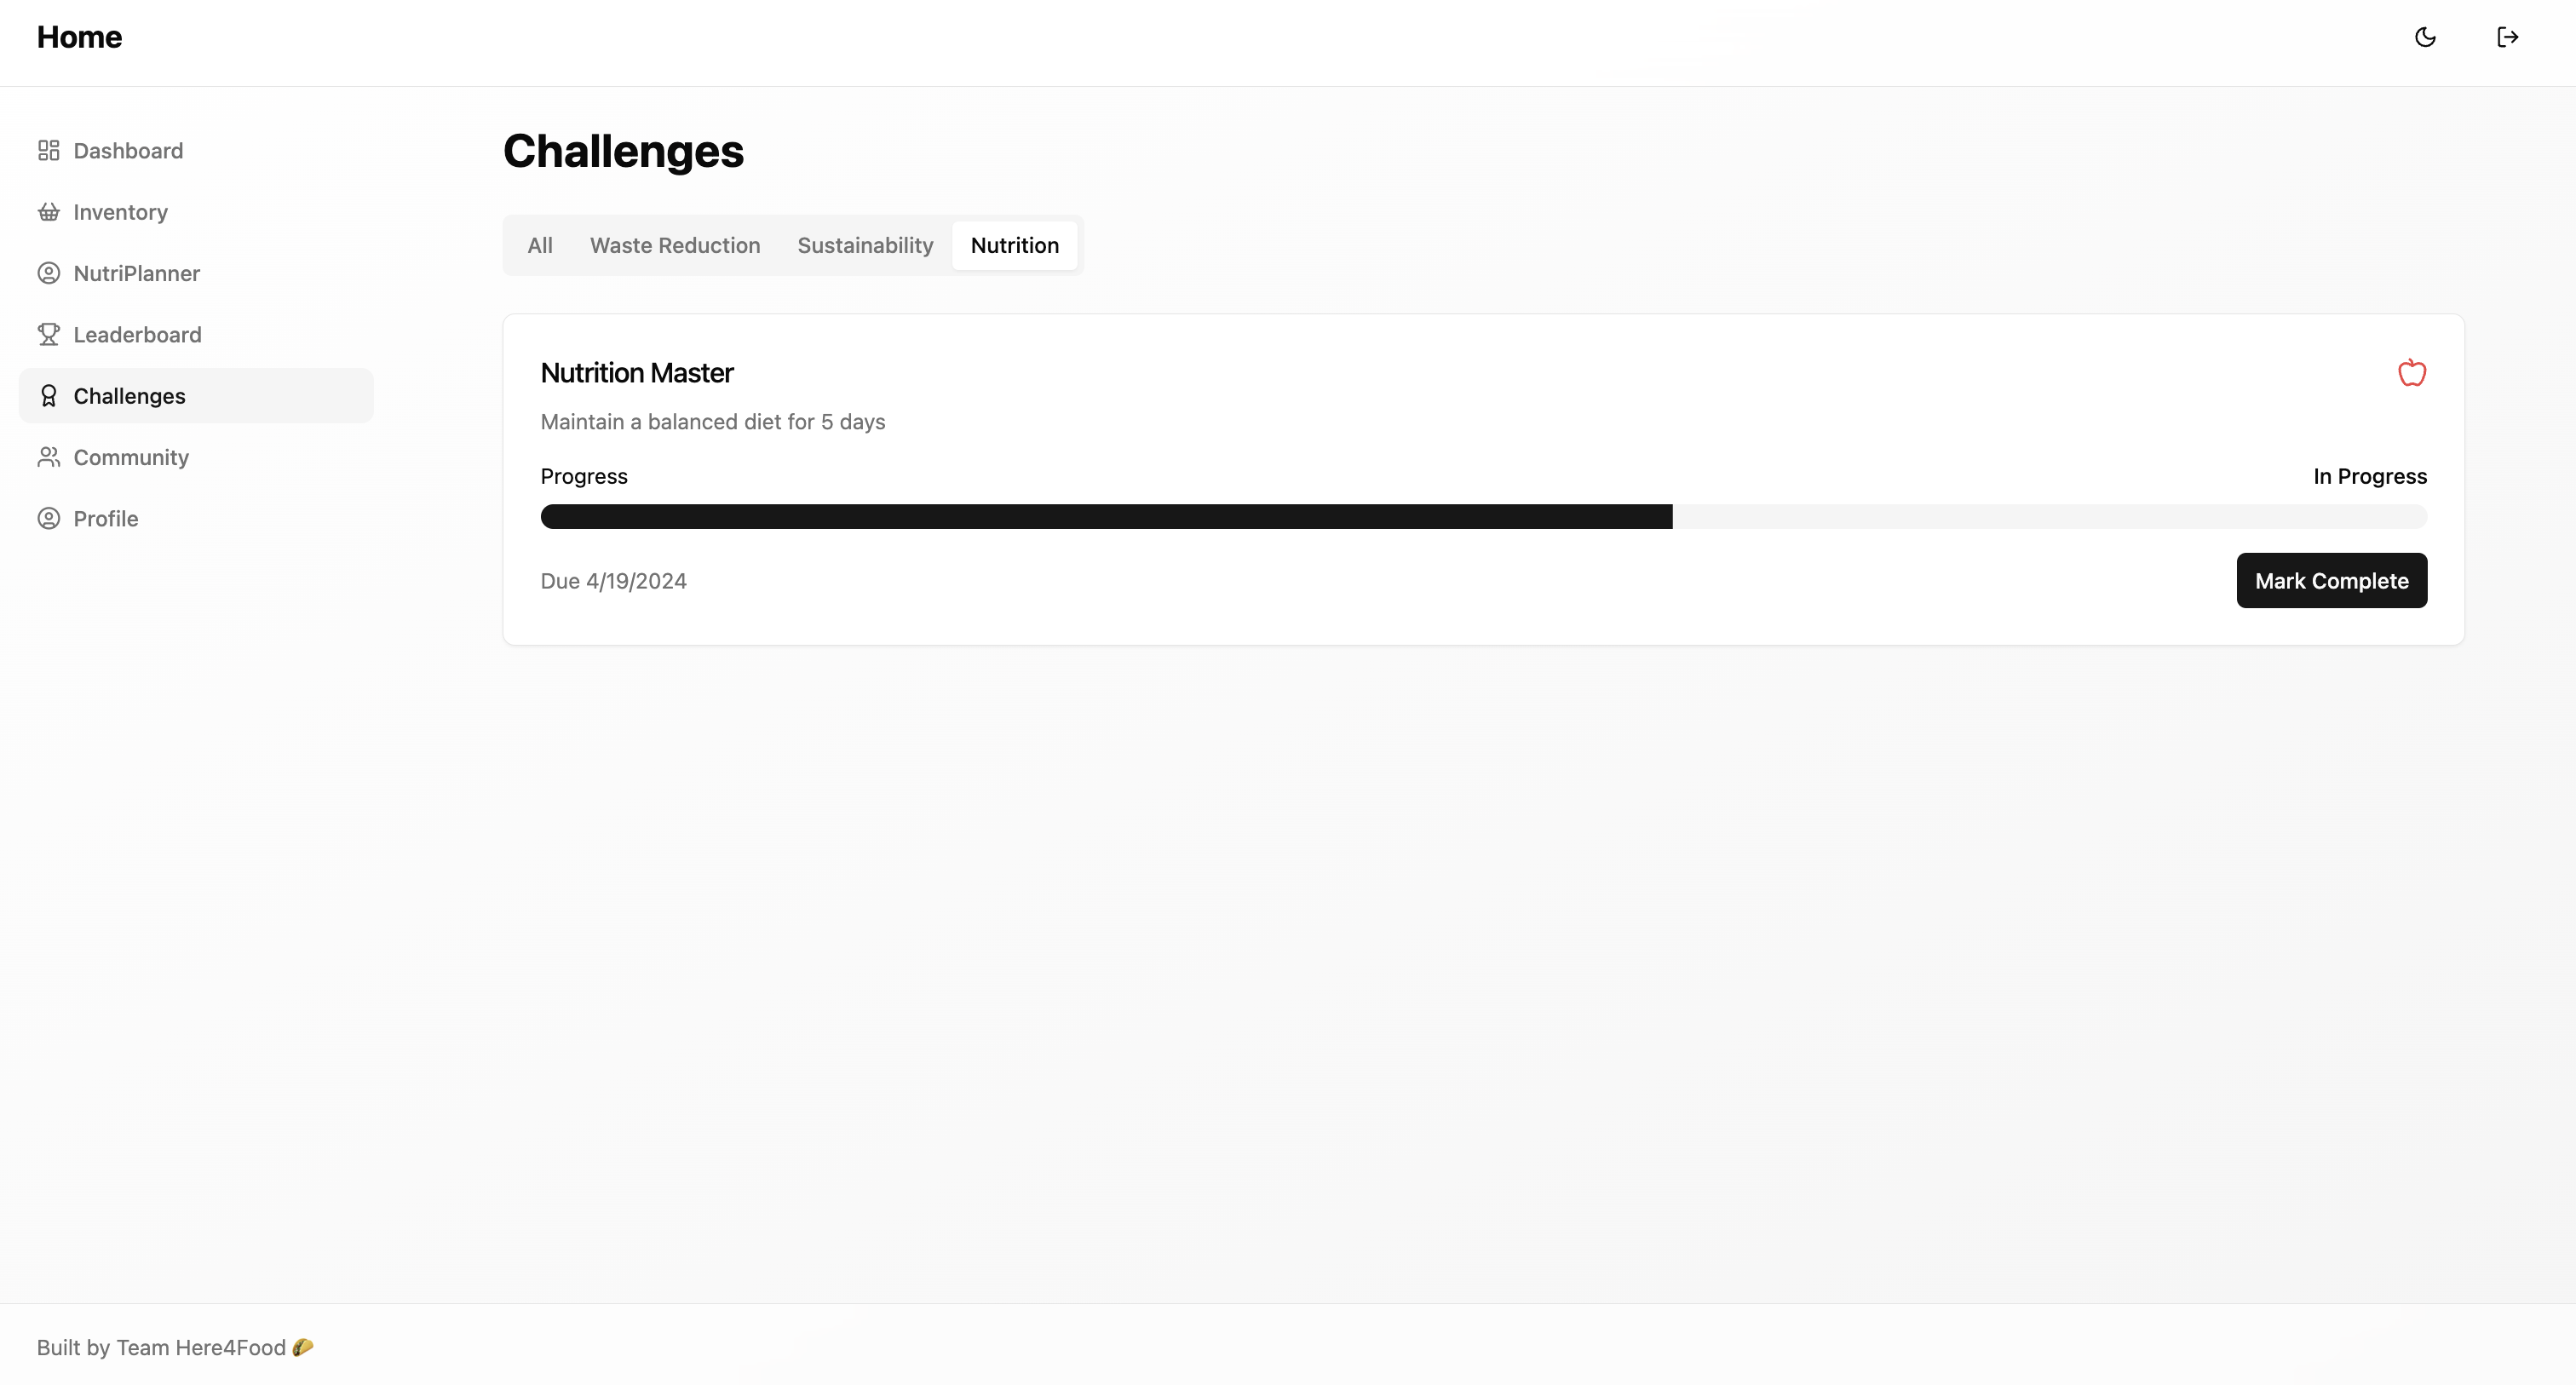 Home
Dashboard
Inventory
NutriPlanner
Leaderboard
Challenges
Community
Profile
Challenges
All Waste Reduction Sustainability Nutrition
Nutrition Master
Maintain a balanced diet for 5 days
Progress In Progress
Due 4/19/2024 Mark Complete
Built by Team Here4Food 🌮